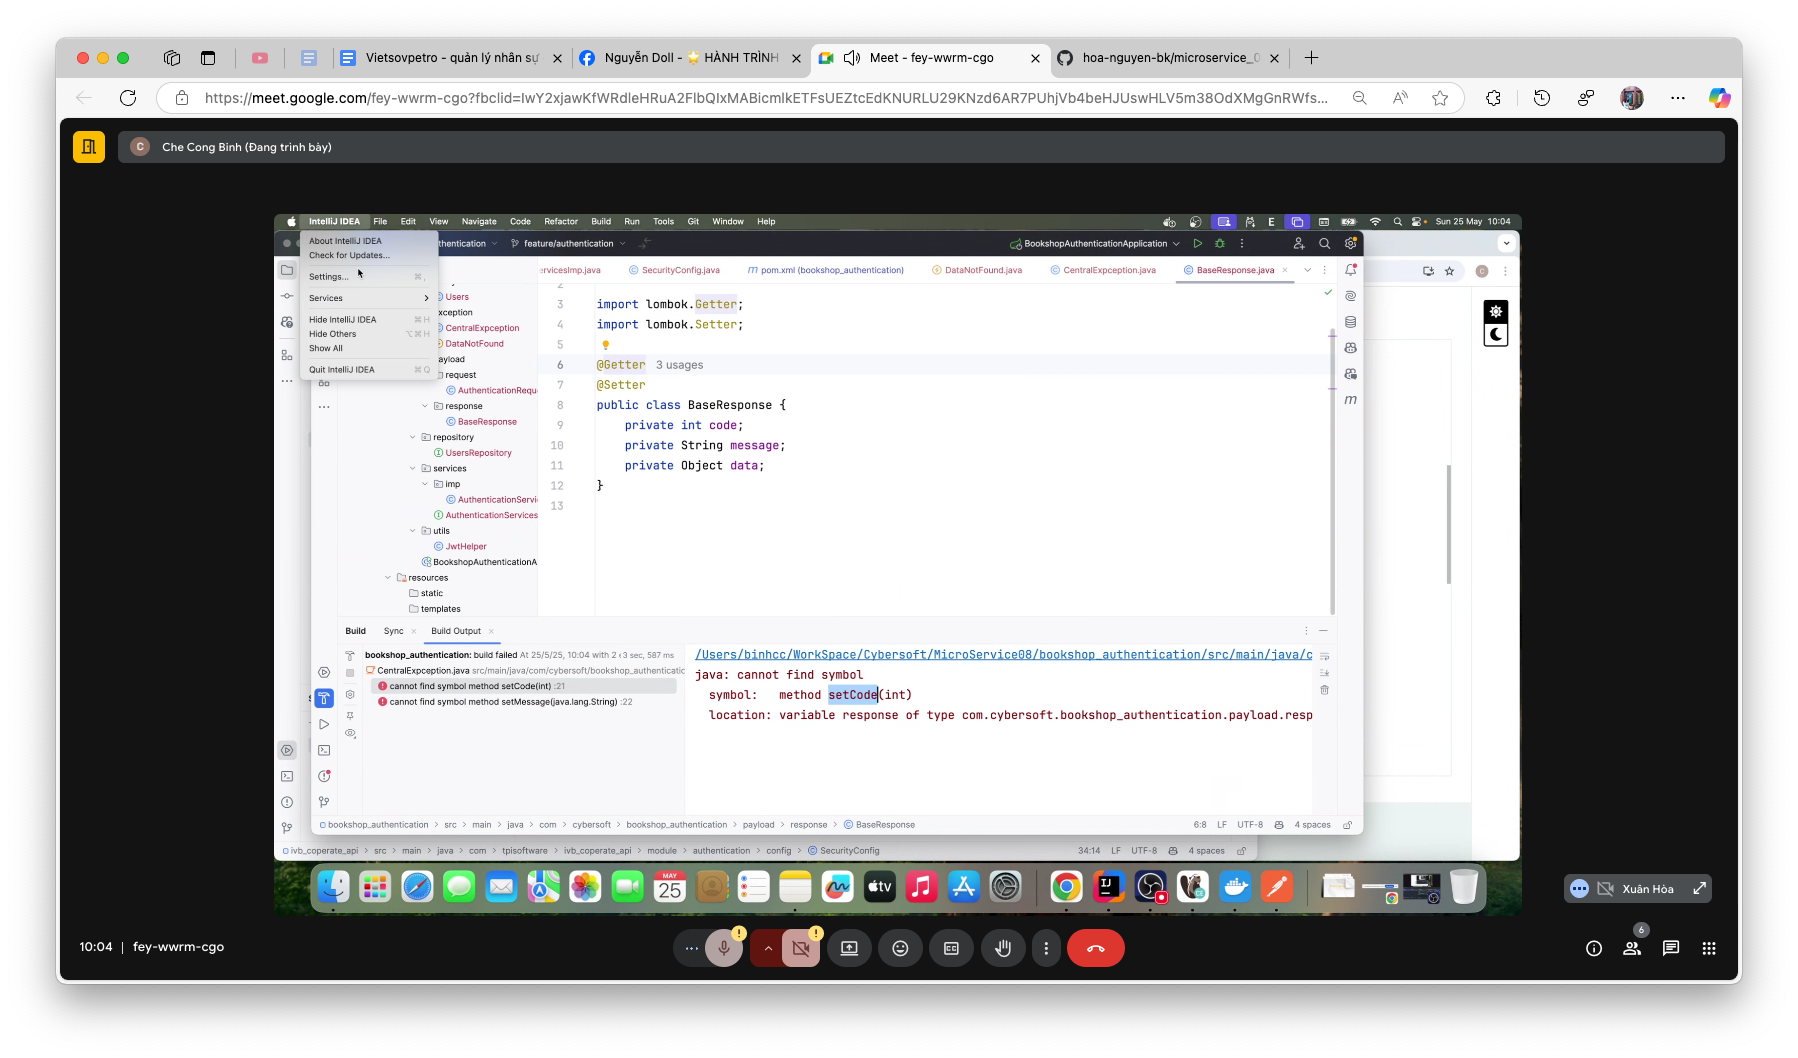 Vietsovpetro - quản lý nhân sự
Nguyễn Doll - ⭐ HÀNH TRÌNH
Meet - fey-wwrm-cgo
hoa-nguyen-bk/microservice_0
https://meet.google.com/fey-wwrm-cgo?fbclid=IwY2xjawKfWRdleHRuA2FlbQIxMABicmlkETFsUEZtcEdKNURLU29KNzd6AR7PUhjVb4beHJUswHLV5m38OdXMgGnRWfs...
C
Che Cong Binh (Đang trình bày)
IntelliJ IDEA File Edit View Navigate Code Refactor Build Run Tools Git Window Help
E
Sun 25 May 10:04
About IntelliJ IDEA
Check for Updates...
Settings... ⌘ ,
Services
Hide IntelliJ IDEA ⌘ H
Hide Others ⌥ ⌘ H
Show All
Quit IntelliJ IDEA ⌘ Q
thentication
feature/authentication
BookshopAuthenticationApplication
ervicesImp.java SecurityConfig.java pom.xml (bookshop_authentication) DataNotFound.java CentralExpception.java BaseResponse.java
Users
xception
CentralExpception
DataNotFound
ayload
request
AuthenticationRequ
response
BaseResponse
repository
UsersRepository
services
imp
AuthenticationServi
AuthenticationServices
utils
JwtHelper
BookshopAuthenticationA
resources
static
templates
2
3 import lombok.Getter;
4 import lombok.Setter;
5
6 @Getter 3 usages
7 @Setter
8 public class BaseResponse {
9 private int code;
10 private String message;
11 private Object data;
12 }
13
Build Sync Build Output
bookshop_authentication: build failed At 25/5/25, 10:04 with 2 3 sec, 587 ms
CentralExpception.java src/main/java/com/cybersoft/bookshop_authenticatic
cannot find symbol method setCode(int) :21
cannot find symbol method setMessage(java.lang.String) :22
/Users/binhcc/WorkSpace/Cybersoft/MicroService08/bookshop_authentication/src/main/java/c
java: cannot find symbol
symbol: method setCode(int)
location: variable response of type com.cybersoft.bookshop_authentication.payload.resp
bookshop_authentication > src > main > java > com > cybersoft > bookshop_authentication > payload > response > BaseResponse
6:8 LF UTF-8 4 spaces
ivb_coperate_api > src > main > java > com > tpisoftware > ivb_coperate_api > module > authentication > config > SecurityConfig
34:14 LF UTF-8 4 spaces
MAY
25
tv
Xuân Hòa
10:04 | fey-wwrm-cgo
6